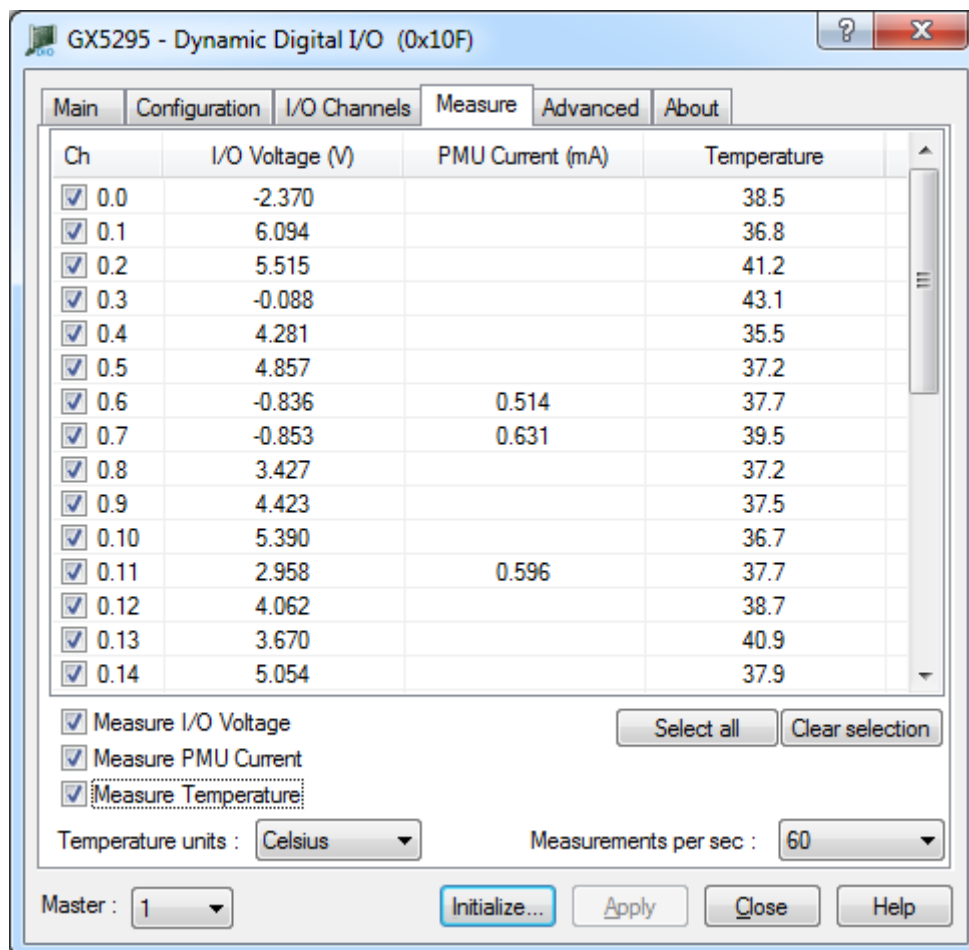 GX5295 - Dynamic Digital I/O (0x10F)
Main Configuration I/O Channels Measure Advanced About
Ch I/O Voltage (V) PMU Current (mA) Temperature
0.0 -2.370 38.5
0.1 6.094 36.8
0.2 5.515 41.2
0.3 -0.088 43.1
0.4 4.281 35.5
0.5 4.857 37.2
0.6 -0.836 0.514 37.7
0.7 -0.853 0.631 39.5
0.8 3.427 37.2
0.9 4.423 37.5
0.10 5.390 36.7
0.11 2.958 0.596 37.7
0.12 4.062 38.7
0.13 3.670 40.9
0.14 5.054 37.9
Measure I/O Voltage Select all Clear selection
Measure PMU Current
Measure Temperature
Temperature units : Celsius Measurements per sec : 60
Master : 1 Initialize... Apply Close Help